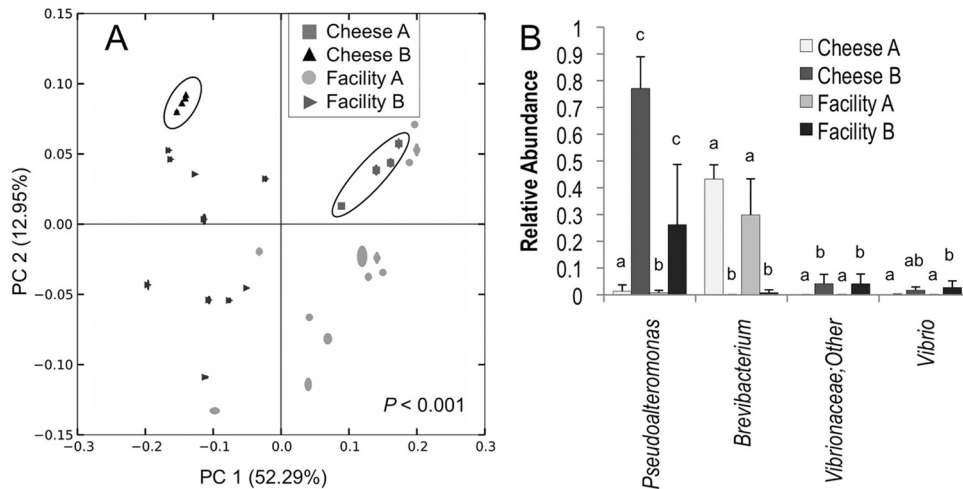 A
Cheese A
Cheese B
Facility A
Facility B
0.15
0.10
0.05
0.00
−0.05
−0.10
−0.15
PC 2 (12.95%)
P < 0.001
−0.3
−0.2
−0.1
0.0
0.1
0.2
0.3
PC 1 (52.29%)
B
Cheese A
Cheese B
Facility A
Facility B
Relative Abundance
1
0.9
0.8
0.7
0.6
0.5
0.4
0.3
0.2
0.1
0
a
c
b
c
a
b
a
b
a
b
a
b
a
ab
a
b
Pseudoalteromonas
Brevibacterium
Vibrionaceae;Other
Vibrio